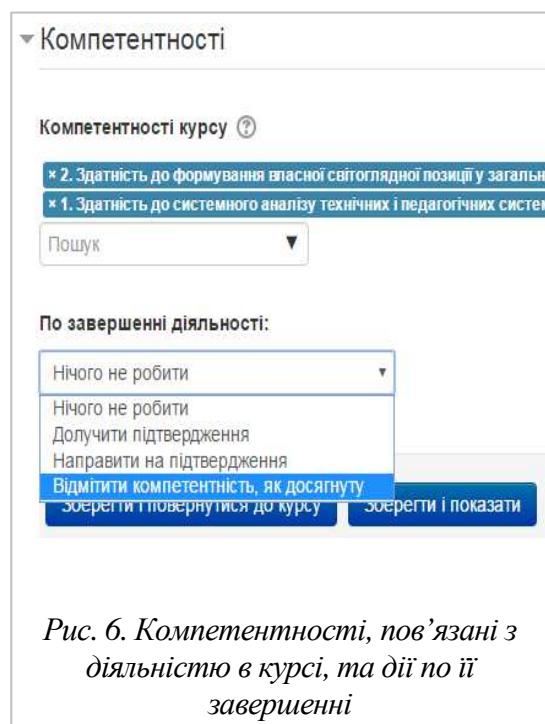 Компетентності
Компетентності курсу
× 2. Здатність до формування власної світоглядної позиції у загальн
× 1. Здатність до системного аналізу технічних і педагогічних систем
Пошук
По завершенні діяльності:
Нічого не робити
Нічого не робити
Долучити підтвердження
Направити на підтвердження
Відмітити компетентність, як досягнуту
Зберегти і повернутися до курсу Зберегти і показати
Рис. 6. Компетентності, пов’язані з
діяльністю в курсі, та дії по її
завершенні